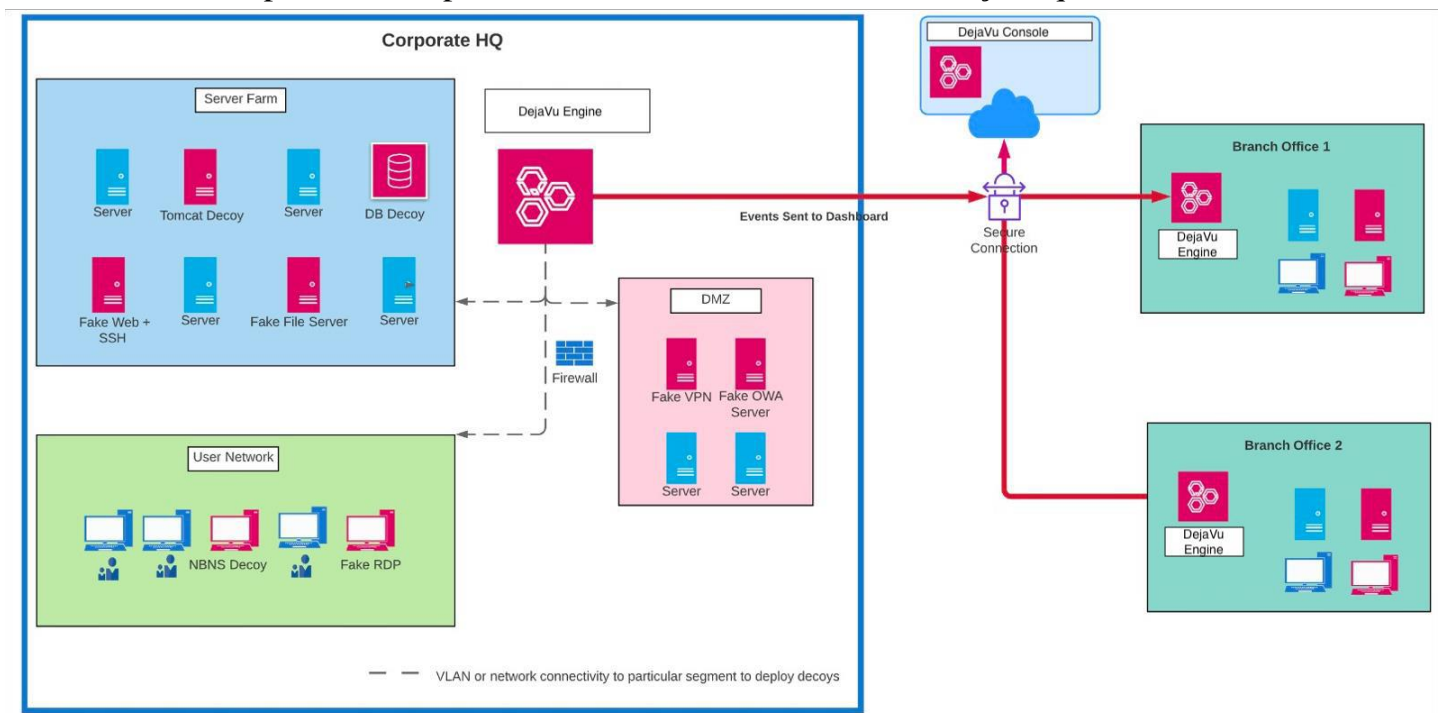 Corporate HQ
Server Farm
Server
Tomcat Decoy
Server
DB Decoy
Fake Web +
SSH
Server
Fake File Server
Server
DejaVu Engine
Events Sent to Dashboard
Firewall
DMZ
Fake VPN
Fake OWA
Server
Server
Server
User Network
NBNS Decoy
Fake RDP
VLAN or network connectivity to particular segment to deploy decoys
DejaVu Console
Secure
Connection
Branch Office 1
DejaVu
Engine
Branch Office 2
DejaVu
Engine